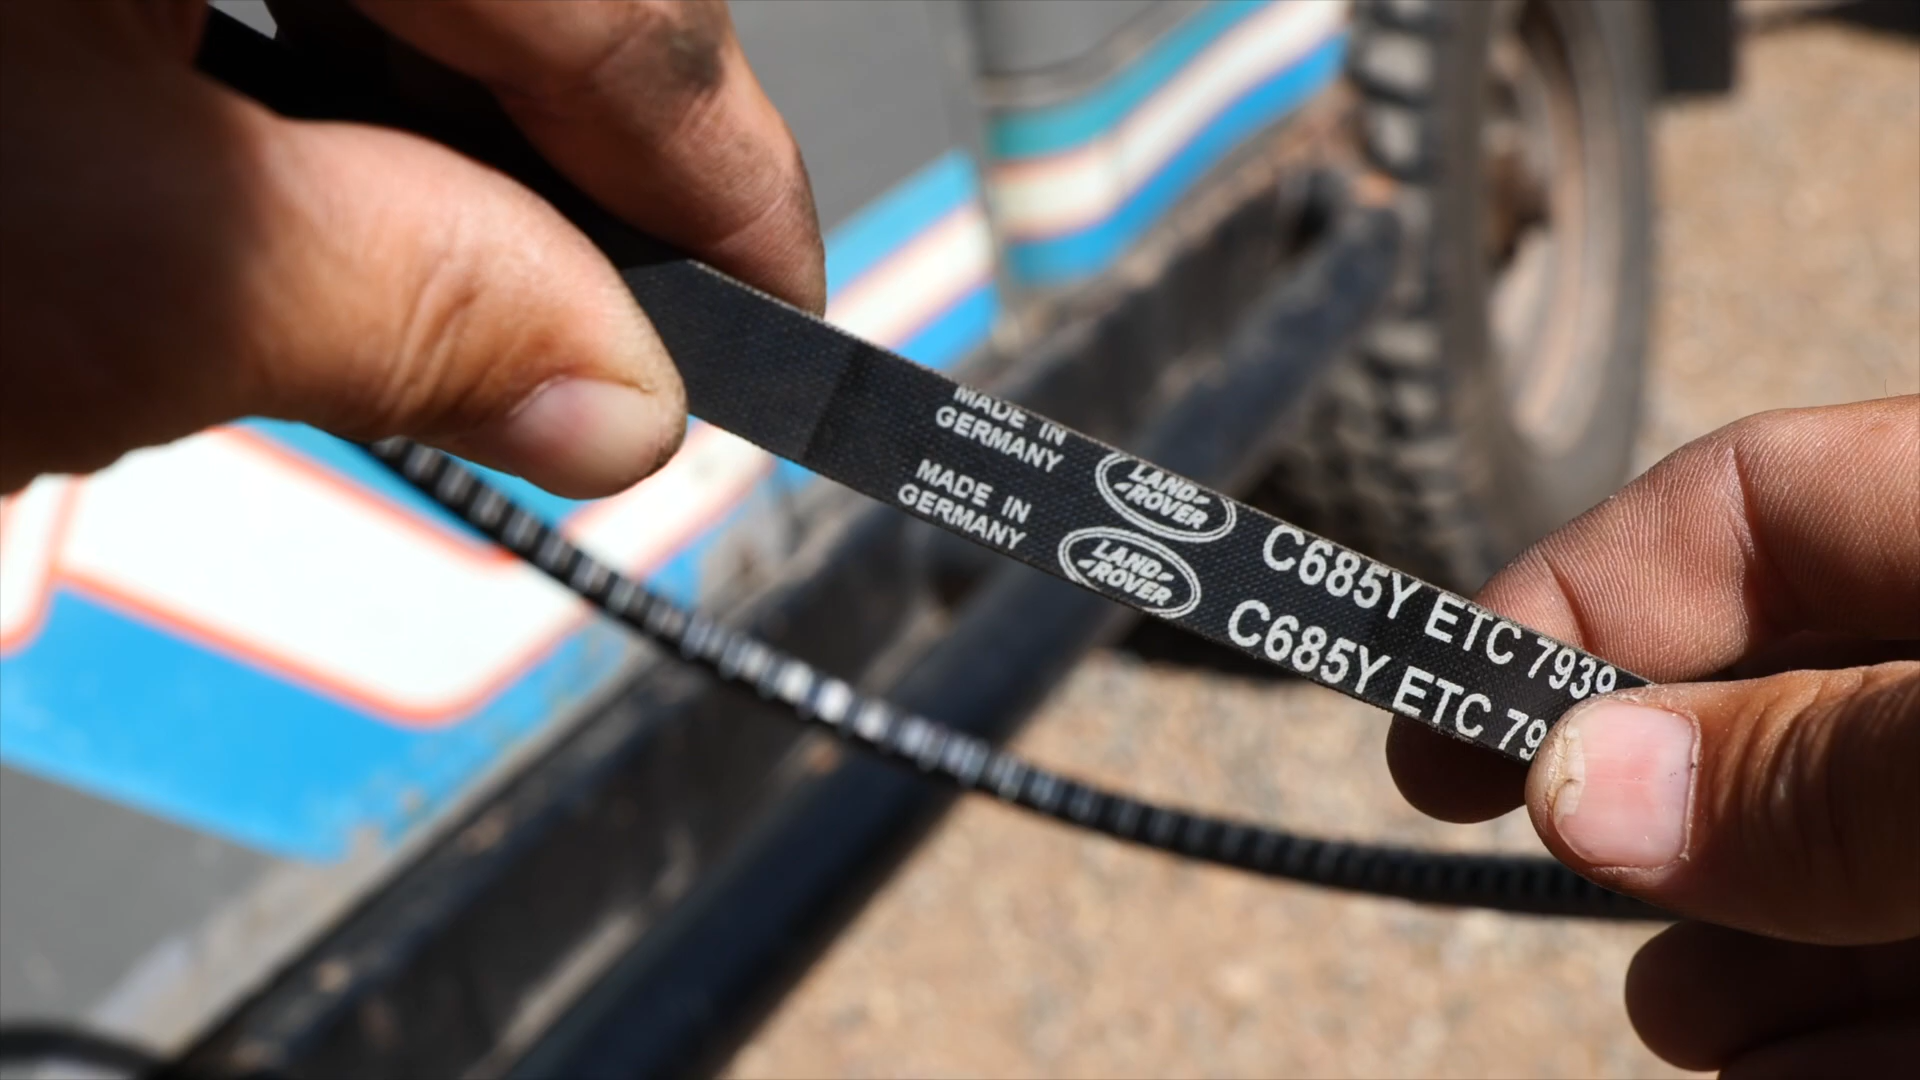 MADE IN
GERMANY
LAND
ROVER
C685Y ETC 7939
MADE IN
GERMANY
LAND
ROVER
C685Y ETC 79